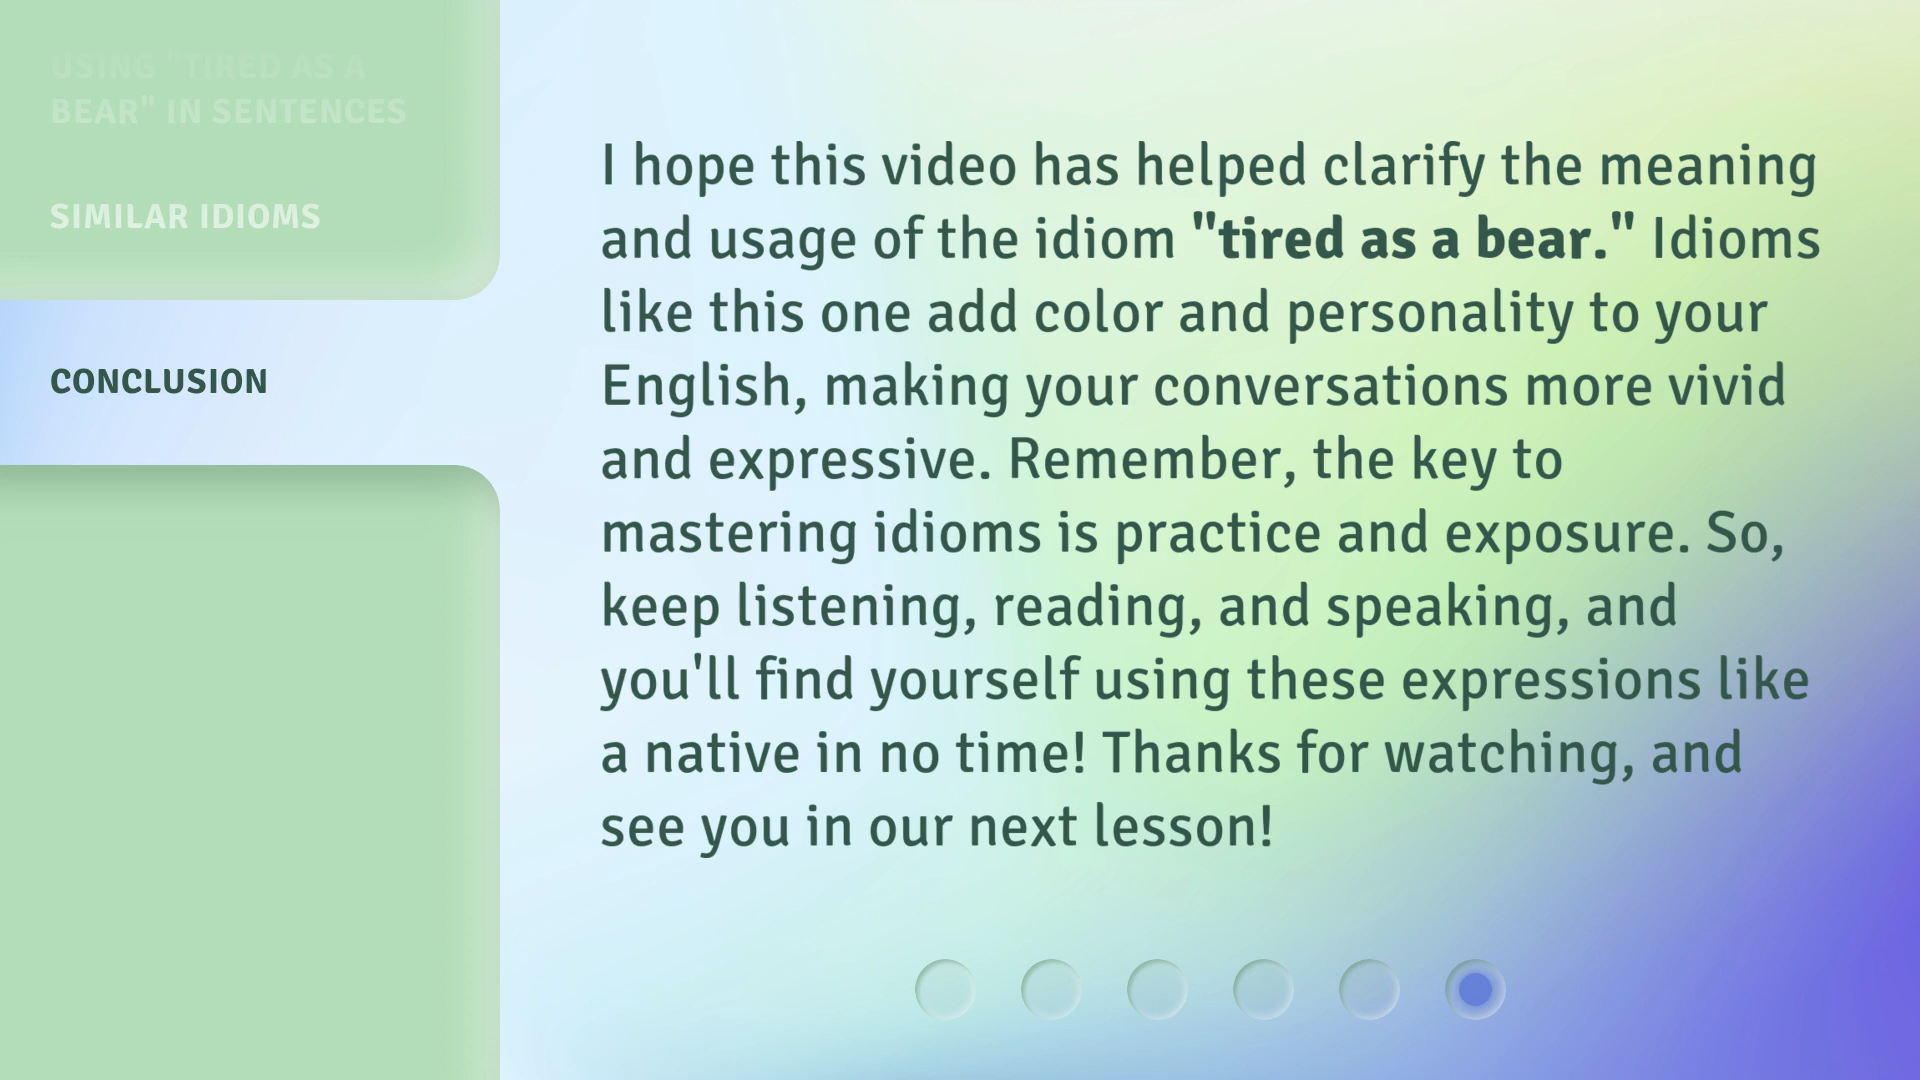 USING "TIRED AS A
BEAR" IN SENTENCES
SIMILAR IDIOMS
CONCLUSION
I hope this video has helped clarify the meaning
and usage of the idiom "tired as a bear." Idioms
like this one add color and personality to your
English, making your conversations more vivid
and expressive. Remember, the key to
mastering idioms is practice and exposure. So,
keep listening, reading, and speaking, and
you'll find yourself using these expressions like
a native in no time! Thanks for watching, and
see you in our next lesson!